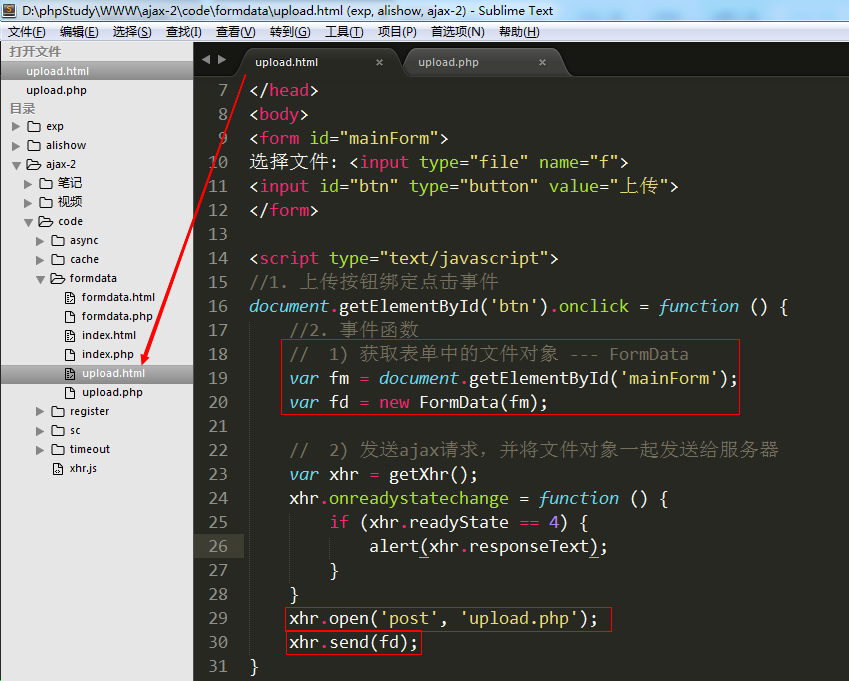 D:\phpStudy\WWW\ajax-2\code\formdata\upload.html (exp, alishow, ajax-2) - Sublime Text
文件(F) 编辑(E) 选择(S) 查找(I) 查看(V) 转到(G) 工具(T) 项目(P) 首选项(N) 帮助(H)
打开文件
upload.html
upload.php
目录
exp
alishow
ajax-2
笔记
视频
code
async
cache
formdata
formdata.html
formdata.php
index.html
index.php
upload.html
upload.php
register
sc
timeout
xhr.js
upload.html × upload.php ×
7 </head>
8 <body>
9 <form id="mainForm">
10 选择文件: <input type="file" name="f">
11 <input id="btn" type="button" value="上传">
12 </form>
13
14 <script type="text/javascript">
15 //1. 上传按钮绑定点击事件
16 document.getElementById('btn').onclick = function () {
17 //2. 事件函数
18 //  1) 获取表单中的文件对象 --- FormData
19 var fm = document.getElementById('mainForm');
20 var fd = new FormData(fm);
21
22 //  2) 发送ajax请求，并将文件对象一起发送给服务器
23 var xhr = getXhr();
24 xhr.onreadystatechange = function () {
25 if (xhr.readyState == 4) {
26 alert(xhr.responseText);
27 }
28 }
29 xhr.open('post', 'upload.php');
30 xhr.send(fd);
31 }